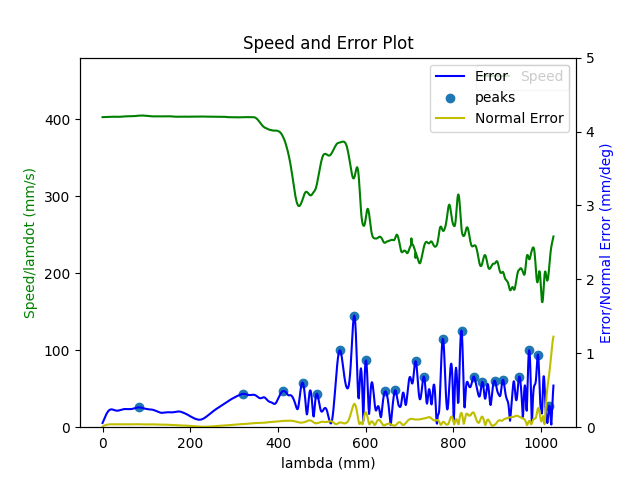 Speed and Error Plot
Speed/lamdot (mm/s)
400
300
200
100
0
Error
Speed
peaks
Normal Error
5
4
3
2
1
0
Error/Normal Error (mm/deg)
0 200 400 600 800 1000
lambda (mm)